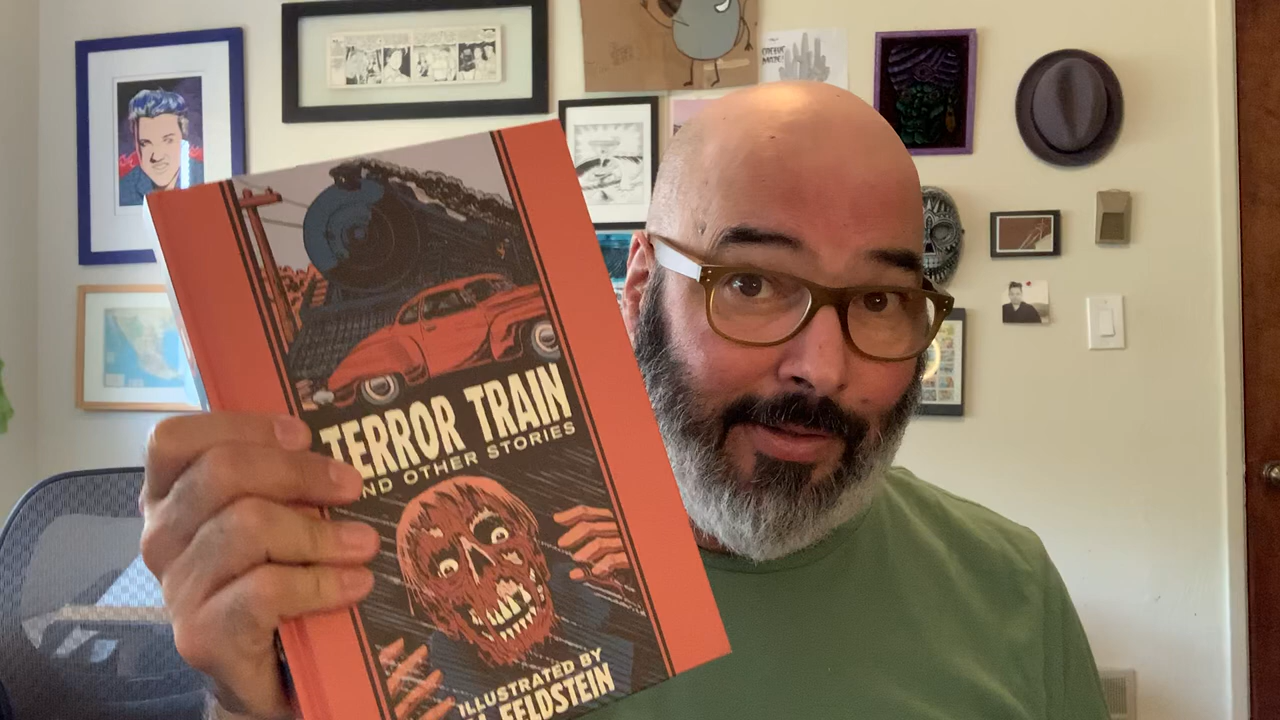 TERROR TRAIN
AND OTHER STORIES
ILLUSTRATED BY
FELDSTEIN